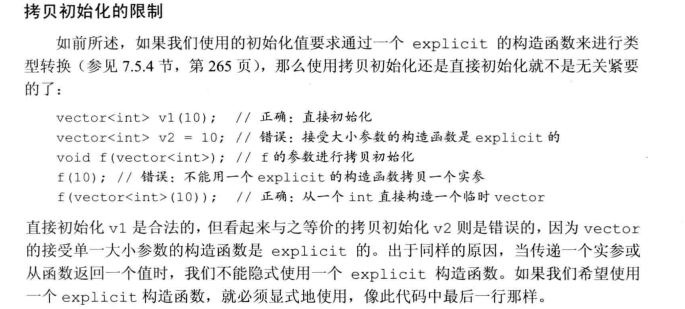 拷贝初始化的限制
如前所述，如果我们使用的初始化值要求通过一个 explicit 的构造函数来进行类
型转换（参见 7.5.4 节，第 265 页），那么使用拷贝初始化还是直接初始化就不是无关紧要
的了：
vector<int> v1(10);  // 正确：直接初始化
vector<int> v2 = 10; // 错误：接受大小参数的构造函数是 explicit 的
void f(vector<int>); // f 的参数进行拷贝初始化
f(10); // 错误：不能用一个 explicit 的构造函数拷贝一个实参
f(vector<int>(10));  // 正确：从一个 int 直接构造一个临时 vector
直接初始化 v1 是合法的，但看起来与之等价的拷贝初始化 v2 则是错误的，因为 vector
的接受单一大小参数的构造函数是 explicit 的。出于同样的原因，当传递一个实参或
从函数返回一个值时，我们不能隐式使用一个 explicit 构造函数。如果我们希望使用
一个 explicit 构造函数，就必须显式地使用，像此代码中最后一行那样。